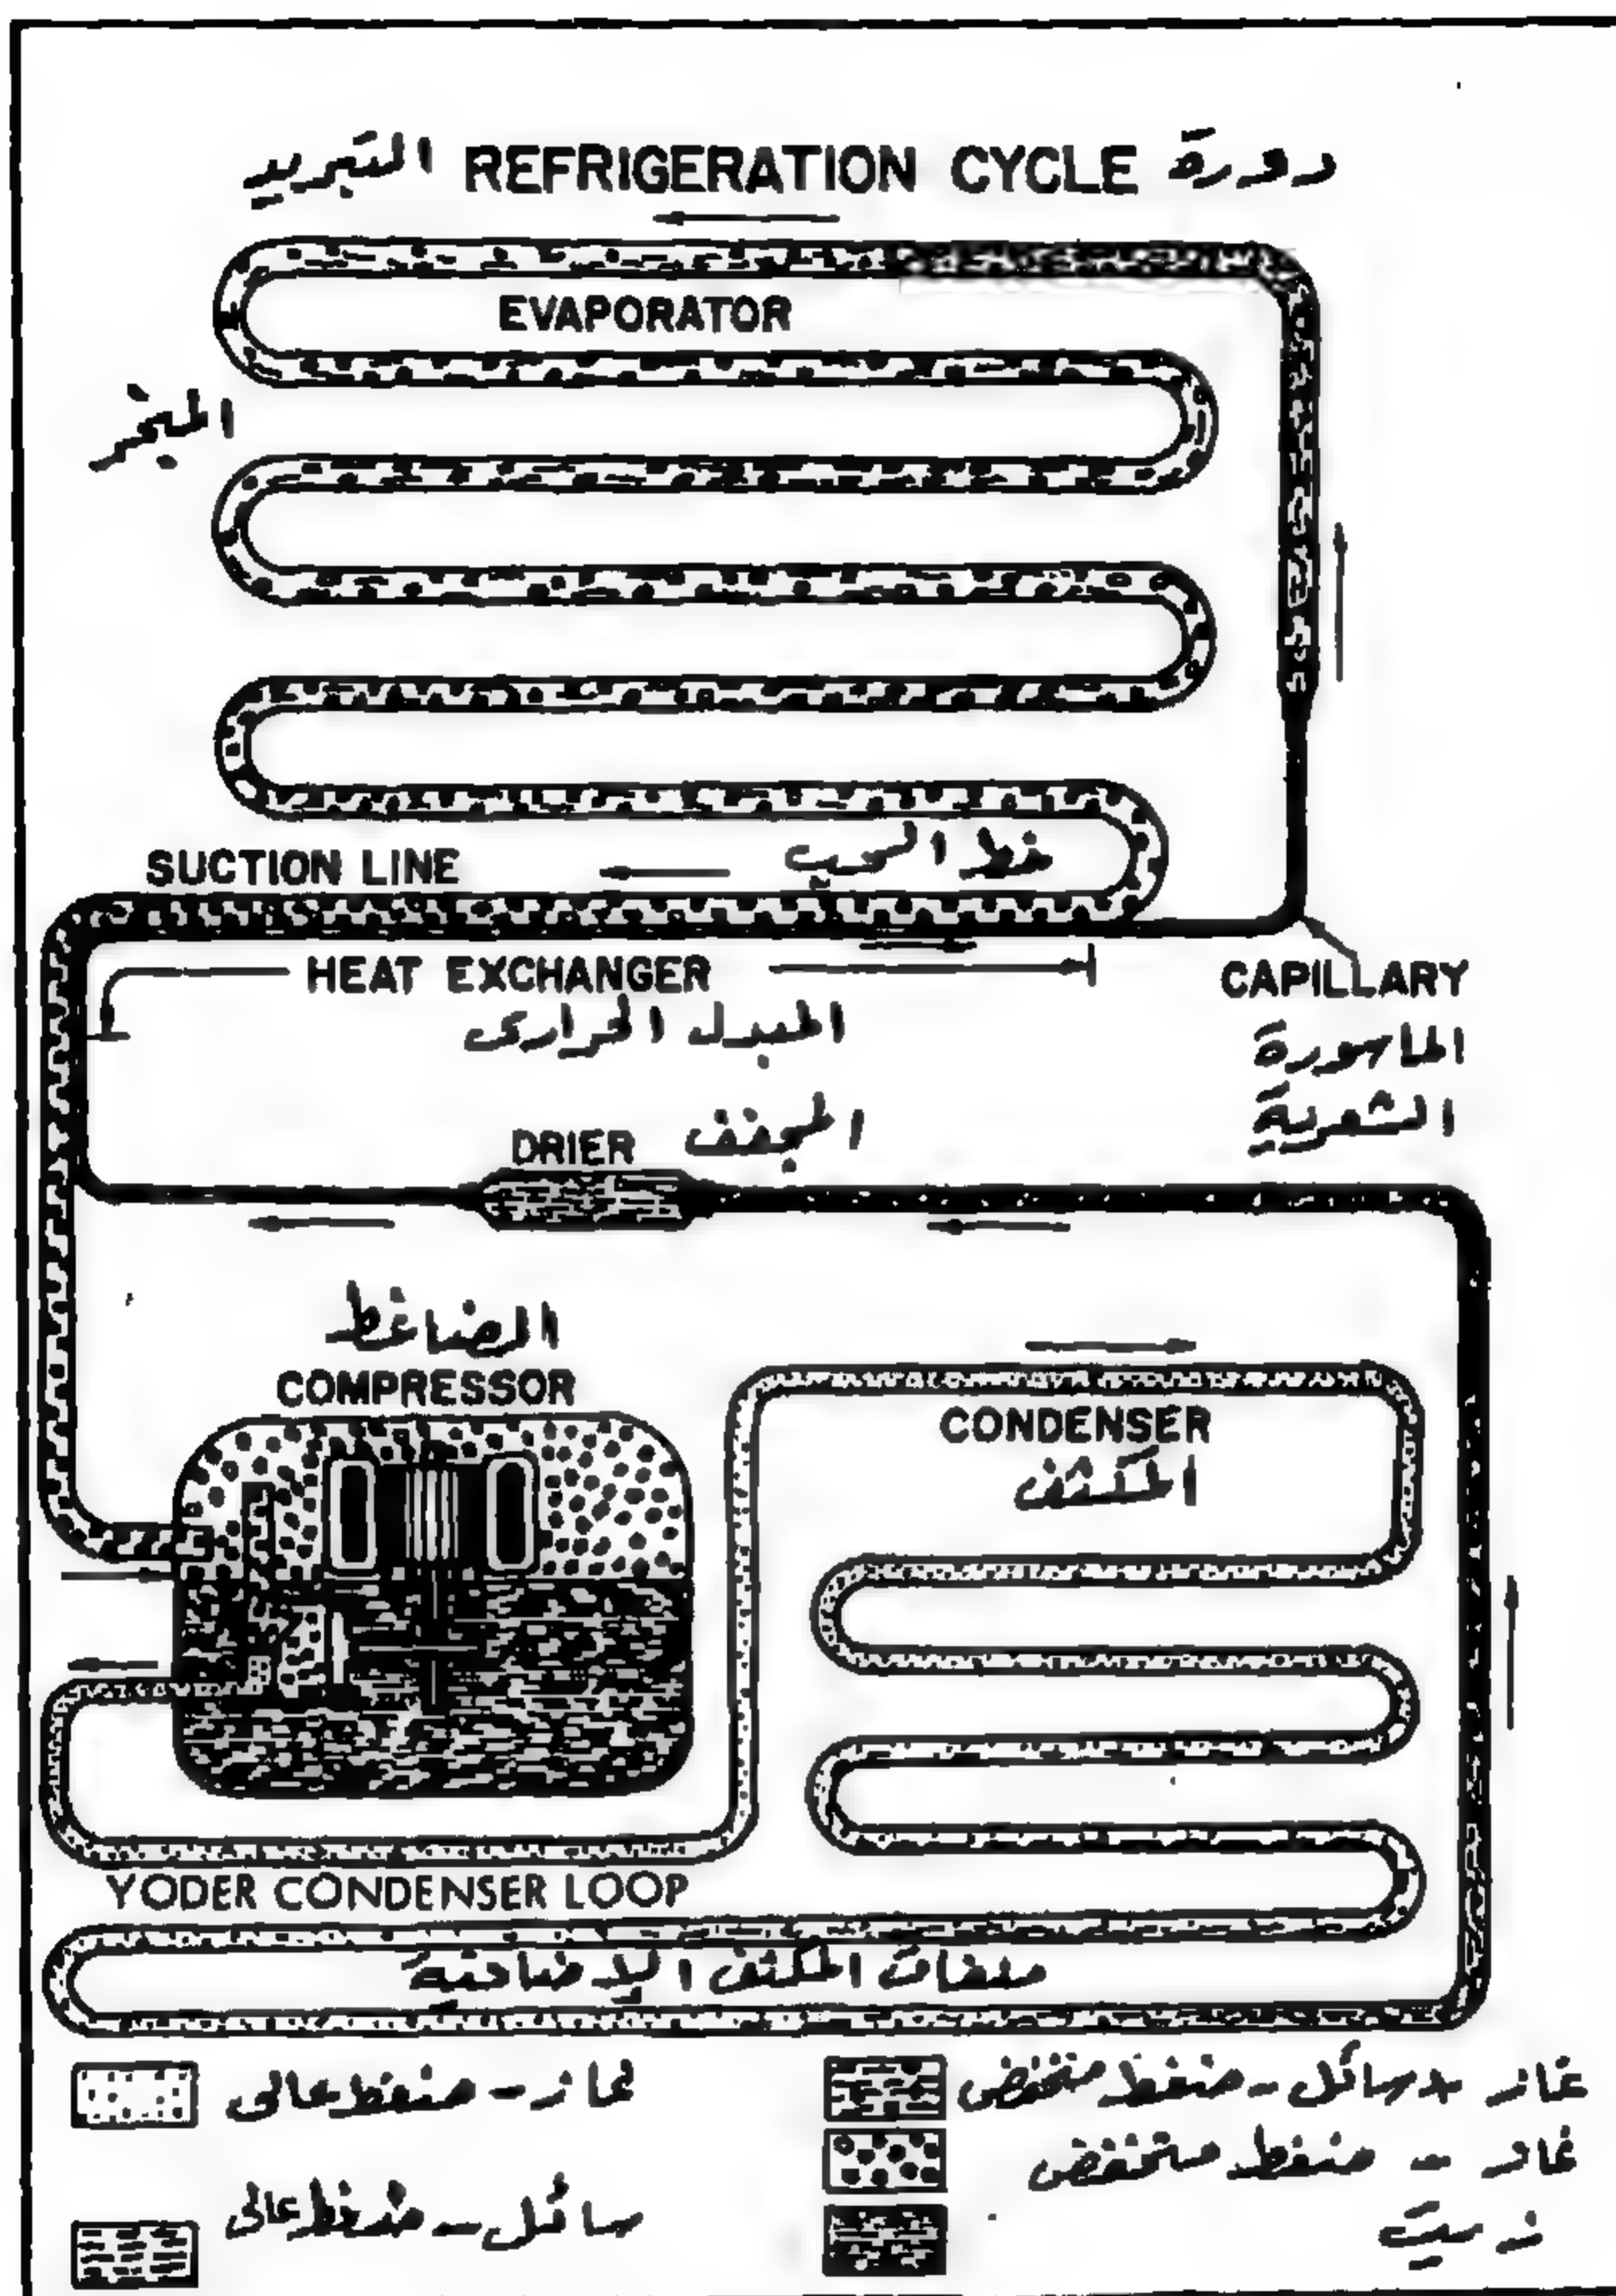 دورة REFRIGERATION CYCLE التبريد
EVAPORATOR
المبخر
خط السحب
SUCTION LINE
HEAT EXCHANGER
المبدل الحرارى
CAPILLARY
الماسورة
الشعرية
المجفف
DRIER
الضاغط
COMPRESSOR
CONDENSER
المكثف
YODER CONDENSER LOOP
ملفات المكثف الإضافية
غاز - ضغط عالى
سائل - ضغط عالى
غاز + سائل - ضغط منخفض
غاز - ضغط منخفض
زيت